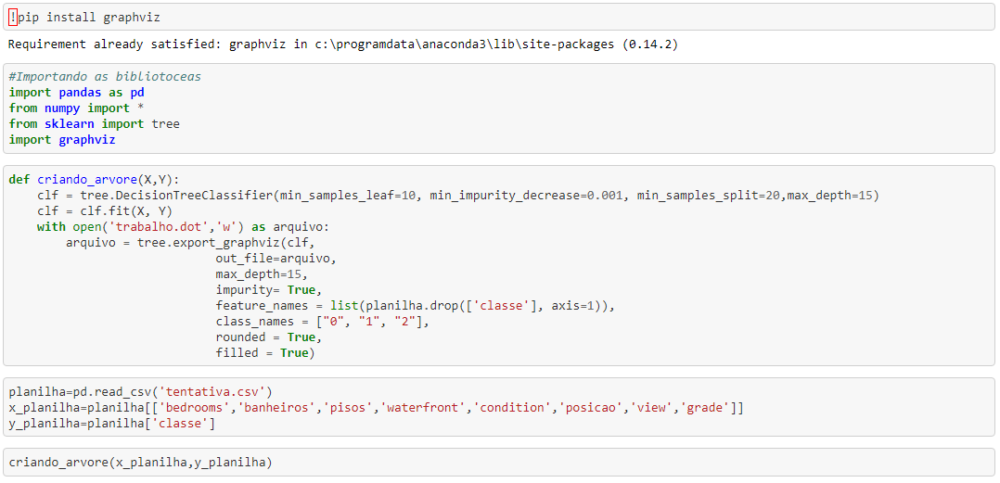 !pip install graphviz
Requirement already satisfied: graphviz in c:\programdata\anaconda3\lib\site-packages (0.14.2)
#Importando as bibliotoceas
import pandas as pd
from numpy import *
from sklearn import tree
import graphviz
def criando_arvore(X,Y):
    clf = tree.DecisionTreeClassifier(min_samples_leaf=10, min_impurity_decrease=0.001, min_samples_split=20,max_depth=15)
    clf = clf.fit(X, Y)
    with open('trabalho.dot','w') as arquivo:
        arquivo = tree.export_graphviz(clf,
                             out_file=arquivo,
                             max_depth=15,
                             impurity= True,
                             feature_names = list(planilha.drop(['classe'], axis=1)),
                             class_names = ["0", "1", "2"],
                             rounded = True,
                             filled = True)
planilha=pd.read_csv('tentativa.csv')
x_planilha=planilha[['bedrooms','banheiros','pisos','waterfront','condition','posicao','view','grade']]
y_planilha=planilha['classe']
criando_arvore(x_planilha,y_planilha)